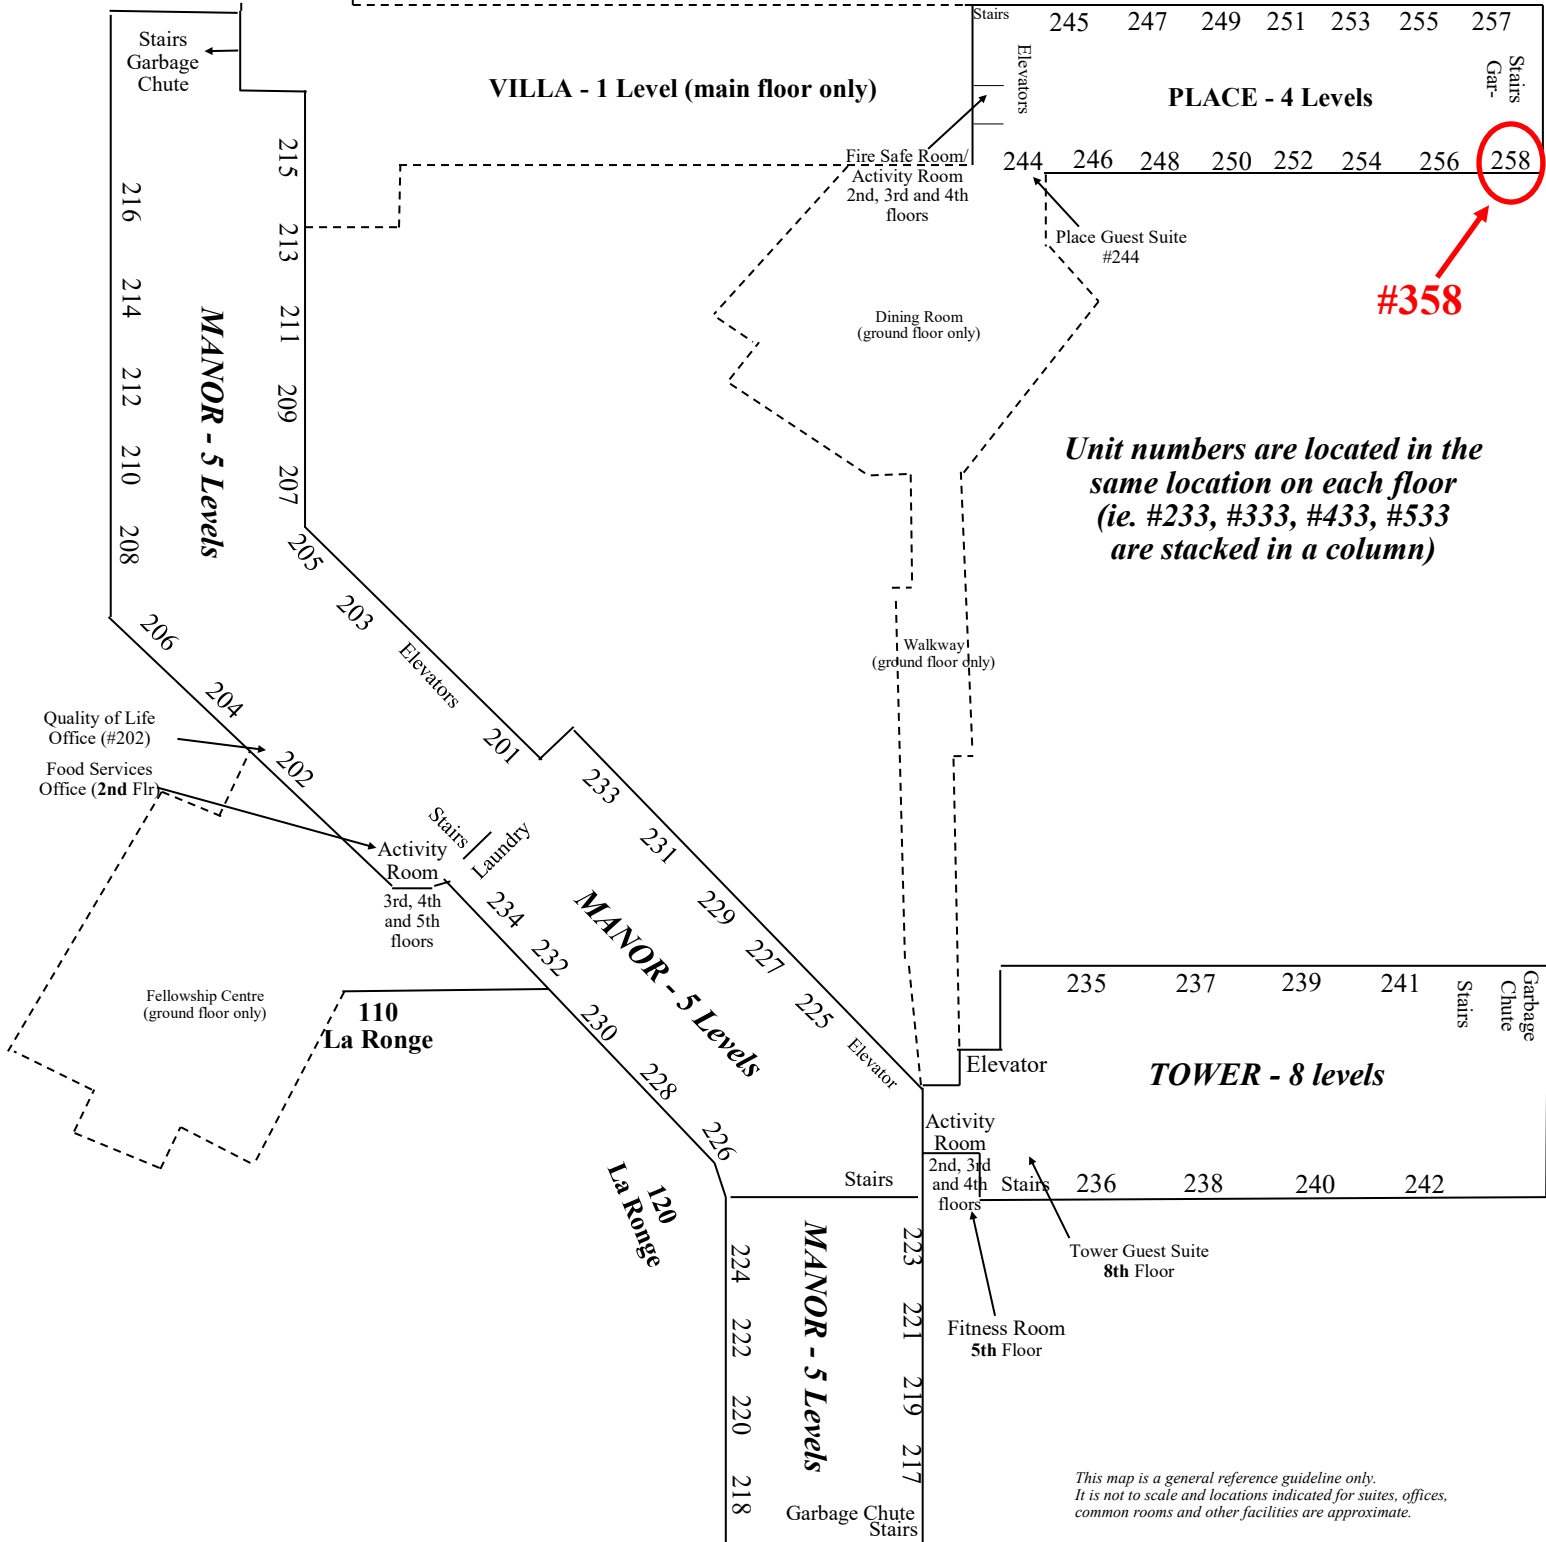 Stairs
Garbage
Chute
VILLA - 1 Level (main floor only)
Stairs
Elevators
245 247 249 251 253 255 257
Stairs
Gar-
PLACE - 4 Levels
244 246 248 250 252 254 256 258
Fire Safe Room/
Activity Room
2nd, 3rd and 4th
floors
Place Guest Suite
#244
#358
Dining Room
(ground floor only)
Unit numbers are located in the
same location on each floor
(ie. #233, #333, #433, #533
are stacked in a column)
215
213
211
209
207
205
203
Elevators
201
216
214
212
210
208
206
204
202
MANOR - 5 Levels
Quality of Life
Office (#202)
Food Services
Office (2nd Flr)
Walkway
(ground floor only)
Stairs
Laundry
Activity
Room
3rd, 4th
and 5th
floors
233
231
229
227
225
Elevator
234
232
230
228
226
MANOR - 5 Levels
Fellowship Centre
(ground floor only)
110
La Ronge
120
La Ronge
Stairs
Elevator
Activity
Room
2nd, 3rd
and 4th
floors
235 237 239 241
Stairs
Garbage
Chute
TOWER - 8 levels
Stairs
236 238 240 242
Tower Guest Suite
8th Floor
Fitness Room
5th Floor
224
222
220
218
MANOR - 5 Levels
223
221
219
217
Garbage Chute
Stairs
This map is a general reference guideline only.
It is not to scale and locations indicated for suites, offices,
common rooms and other facilities are approximate.